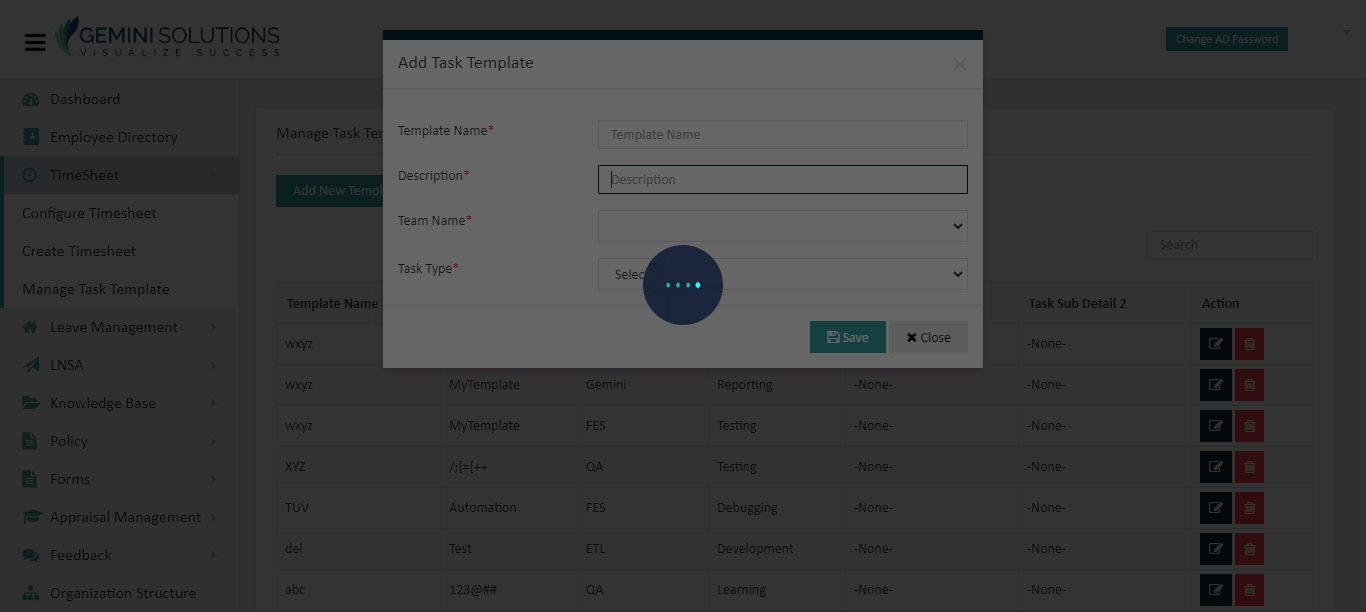 GEMINI SOLUTIONS
VISUALIZE SUCCESS
Change AD Password
Dashboard
Employee Directory
TimeSheet
Configure Timesheet
Create Timesheet
Manage Task Template
Leave Management
LNSA
Knowledge Base
Policy
Forms
Appraisal Management
Feedback
Organization Structure
Manage Task Te
Add New Templ
Search
Add Task Template
Template Name*
Template Name
Description*
Description
Team Name*
Task Type*
Selec
Save
Close
Template Name
Task Sub Detail 2
Action
wxyz
-None-
wxyz MyTemplate Gemini Reporting -None- -None-
wxyz MyTemplate FES Testing -None- -None-
XYZ /;[=[++ QA Testing -None- -None-
TUV Automation FES Debugging -None- -None-
del Test ETL Development -None- -None-
abc 123@## QA Learning -None- -None-